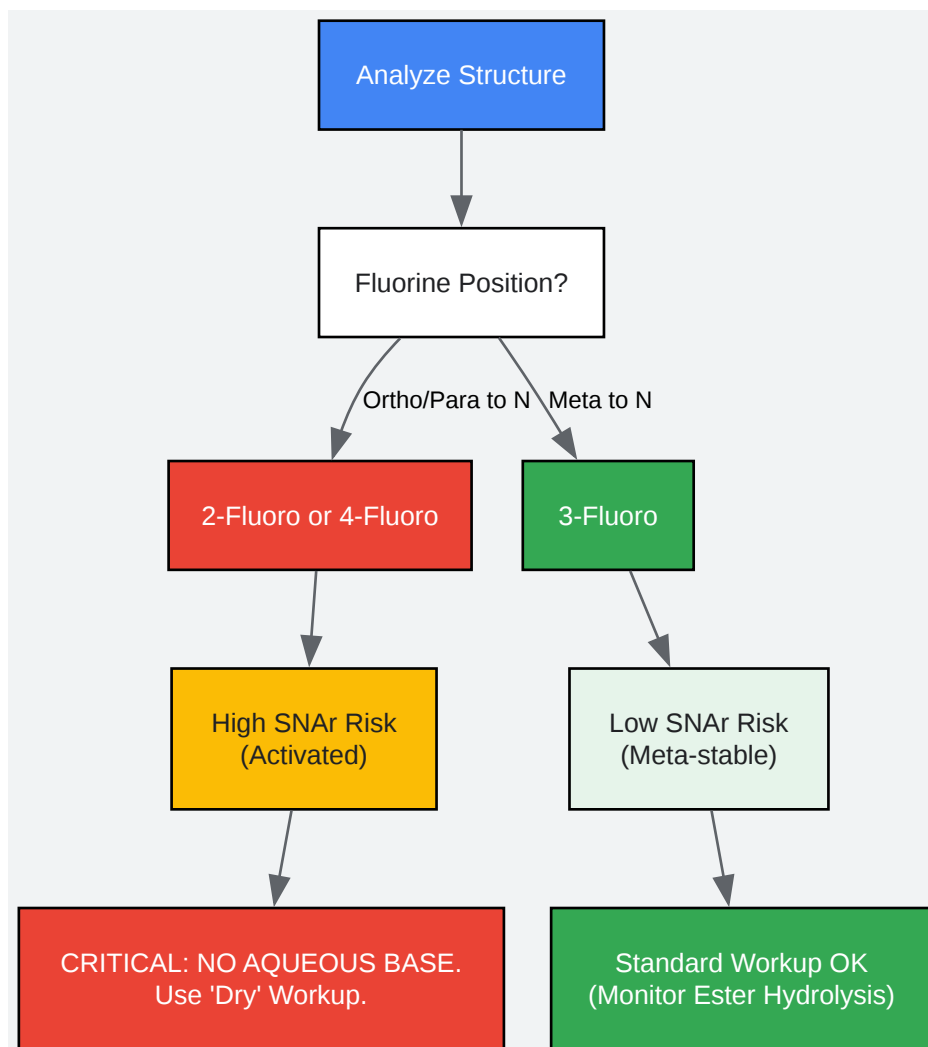 Analyze Structure
Fluorine Position?
Ortho/Para to N
Meta to N
2-Fluoro or 4-Fluoro
3-Fluoro
High SNAr Risk
(Activated)
Low SNAr Risk
(Meta-stable)
CRITICAL: NO AQUEOUS BASE.
Use 'Dry' Workup.
Standard Workup OK
(Monitor Ester Hydrolysis)